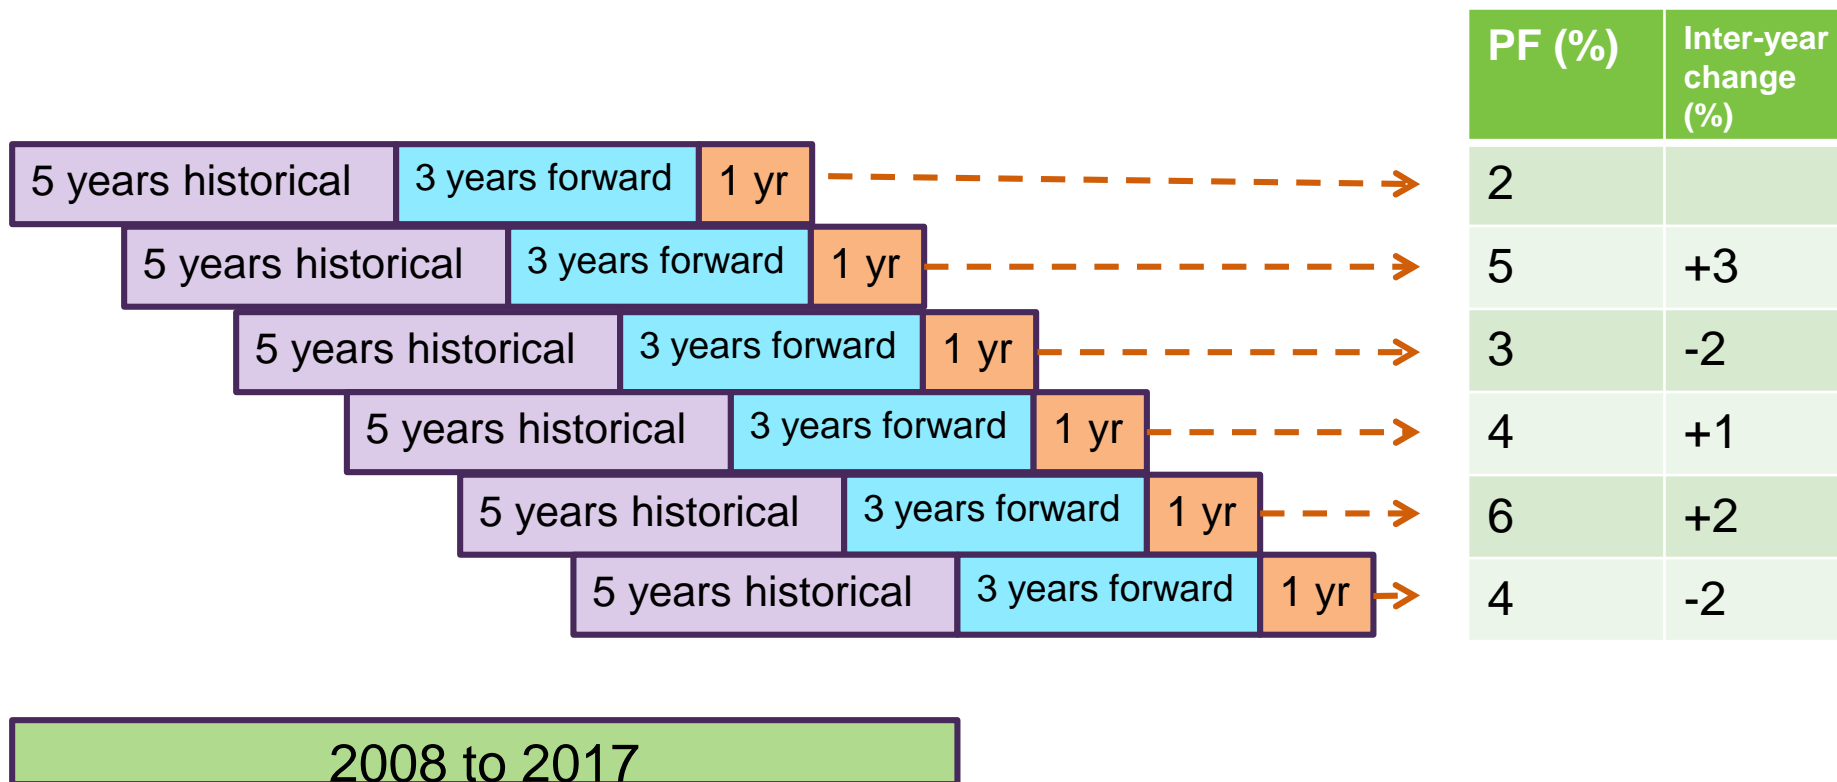 PF (%)
Inter-year
change
(%)
5 years historical
3 years forward
1 yr
2
5 years historical
3 years forward
1 yr
5
+3
5 years historical
3 years forward
1 yr
3
-2
5 years historical
3 years forward
1 yr
4
+1
5 years historical
3 years forward
1 yr
6
+2
5 years historical
3 years forward
1 yr
4
-2
2008 to 2017